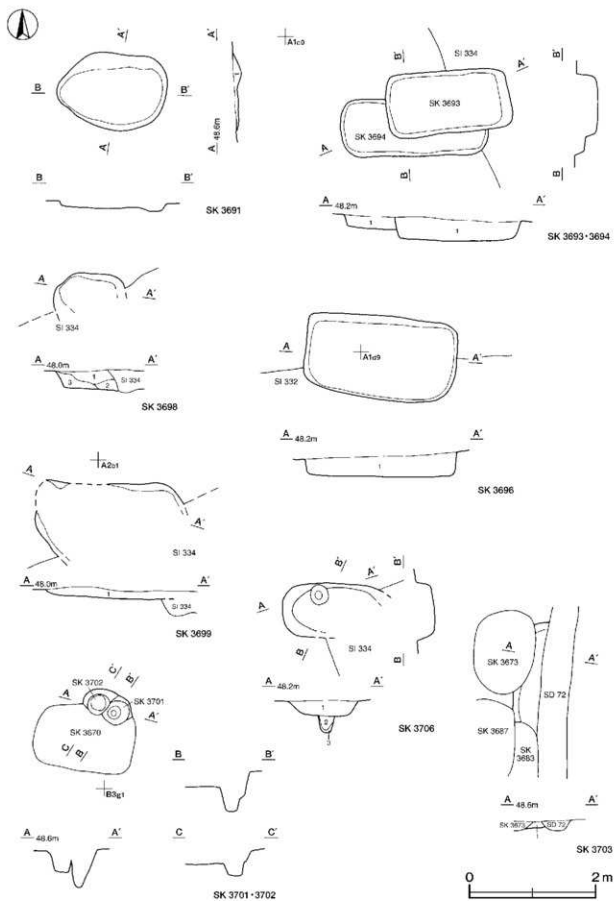 A′
A′
A1c0
B
B′
A
48.6m
A
B
B′
SK 3691
B′
SI 334
A′
B′
SK 3693
SK 3694
A
B
B
A 48.2m
A′
1
1
SK 3693・3694
A
A′
SI 334
A 48.0m
A′
1
3
2
SI 334
SK 3698
A
A1d9
A′
SI 332
A 48.2m
A′
1
SK 3696
A
A′
SI 334
A 48.0m
A′
1
SI 334
SK 3699
B′
A′
B′
A
SI 334
B
B
A 48.2m
A′
1
2
3
SK 3706
C′
B′
SK 3702
SK 3701
A
A′
SK 3670
C
B
B3g1
B
B′
A 48.6m
A′
C
C′
SK 3701・3702
A
SK 3673
SD 72
SK 3687
SK 3683
A 48.6m
A′
SK 3673
SD 72
1
SK 3703
0
2 m